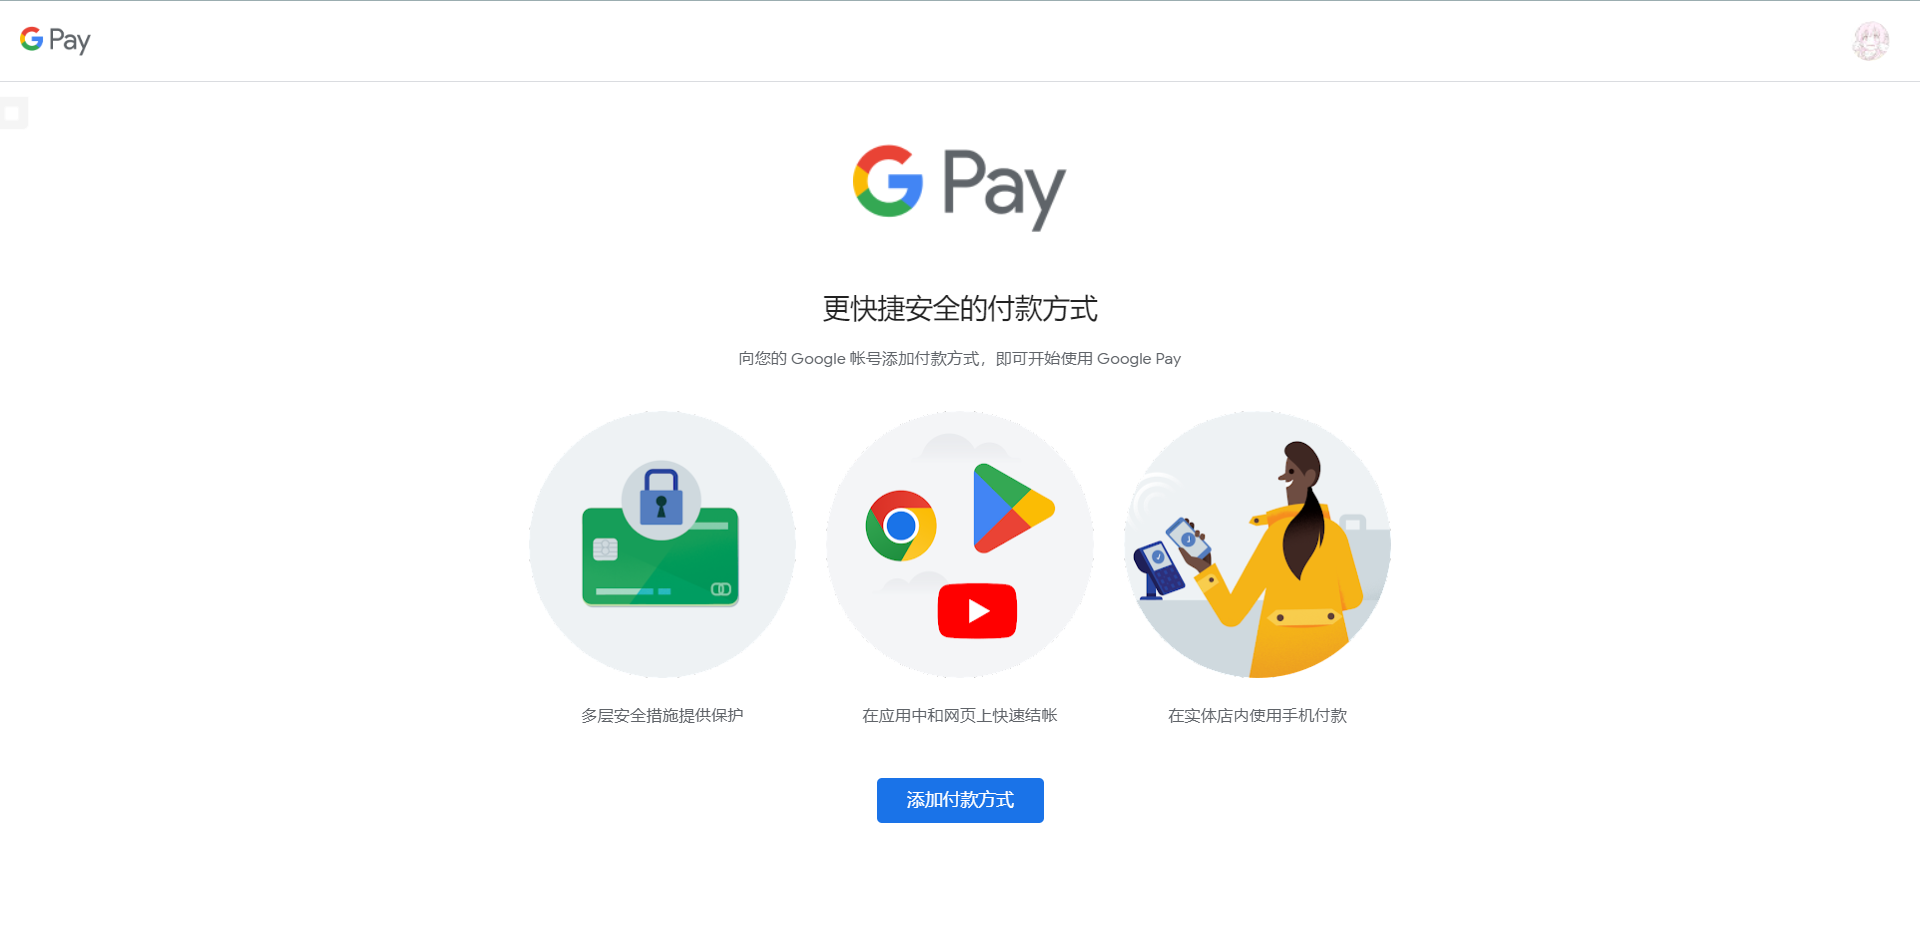 G Pay
G Pay
更快捷安全的付款方式
向您的 Google 帐号添加付款方式，即可开始使用 Google Pay
多层安全措施提供保护
在应用中和网页上快速结帐
在实体店内使用手机付款
添加付款方式